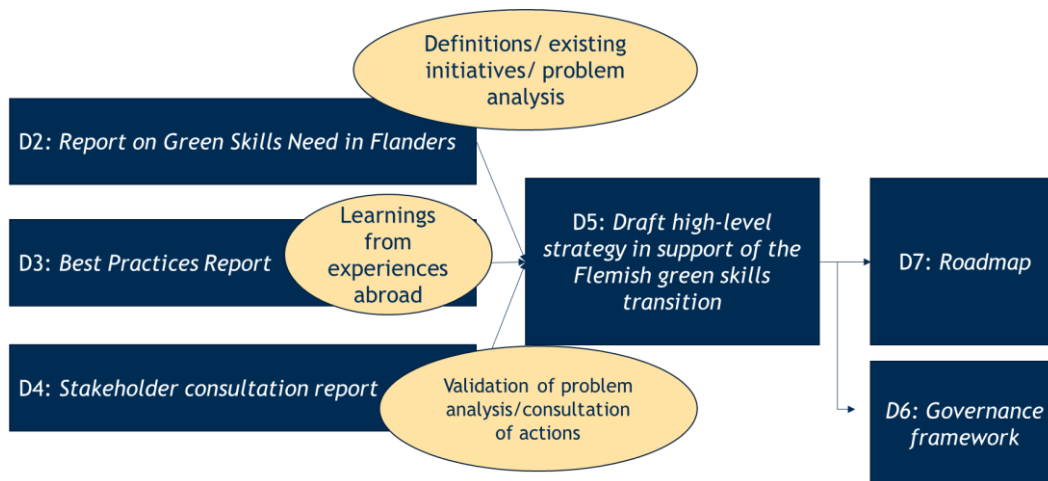 Definitions/ existing
initiatives/ problem
analysis
D2: Report on Green Skills Need in Flanders
Learnings
from
experiences
abroad
D3: Best Practices Report
D4: Stakeholder consultation report
Validation of problem
analysis/consultation
of actions
D5: Draft high-level
strategy in support of the
Flemish green skills
transition
D7: Roadmap
D6: Governance
framework